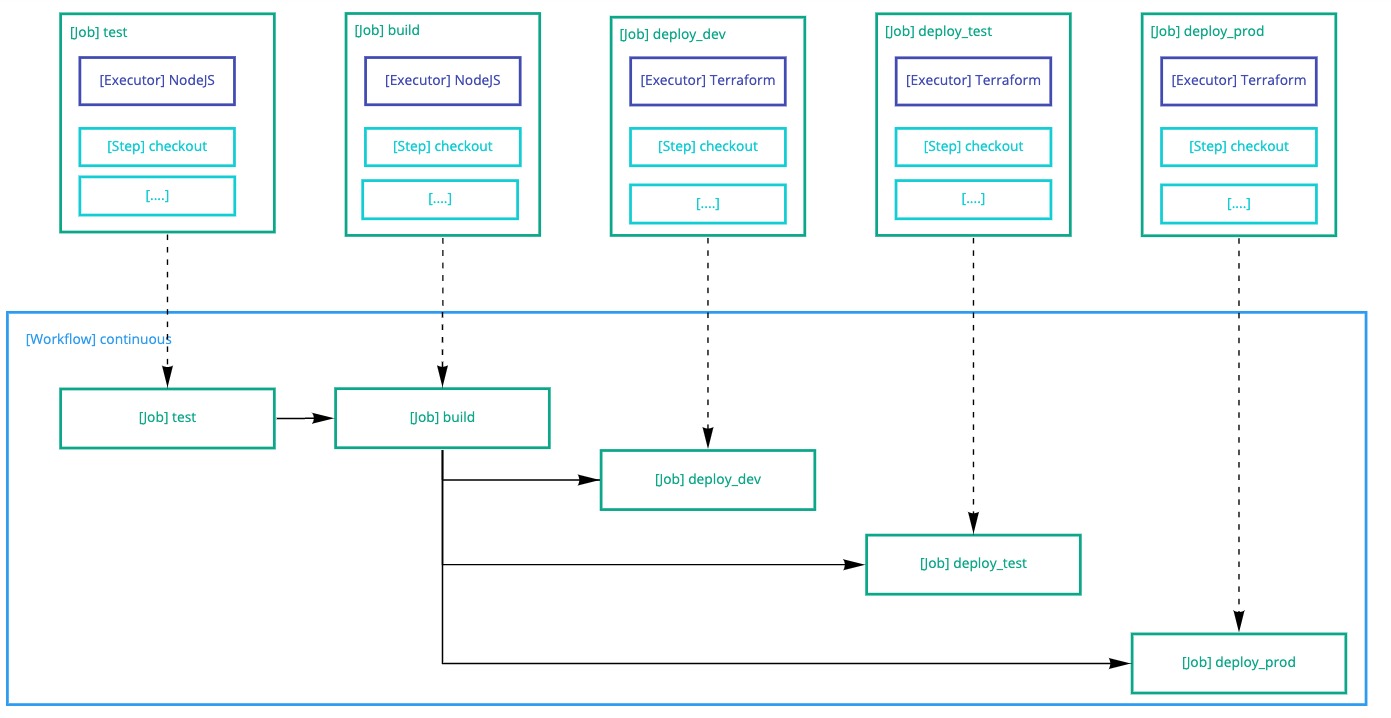 [Job] test
[Executor] NodeJS
[Step] checkout
[....]
[Job] build
[Executor] NodeJS
[Step] checkout
[....]
[Job] deploy_dev
[Executor] Terraform
[Step] checkout
[....]
[Job] deploy_test
[Executor] Terraform
[Step] checkout
[....]
[Job] deploy_prod
[Executor] Terraform
[Step] checkout
[....]
[Workflow] continuous
[Job] test
[Job] build
[Job] deploy_dev
[Job] deploy_test
[Job] deploy_prod